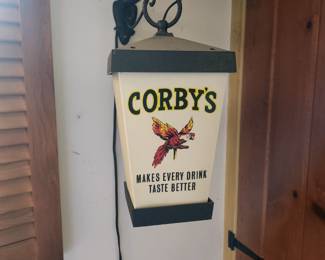 CORBY'S
MAKES EVERY DRINK
TASTE BETTER